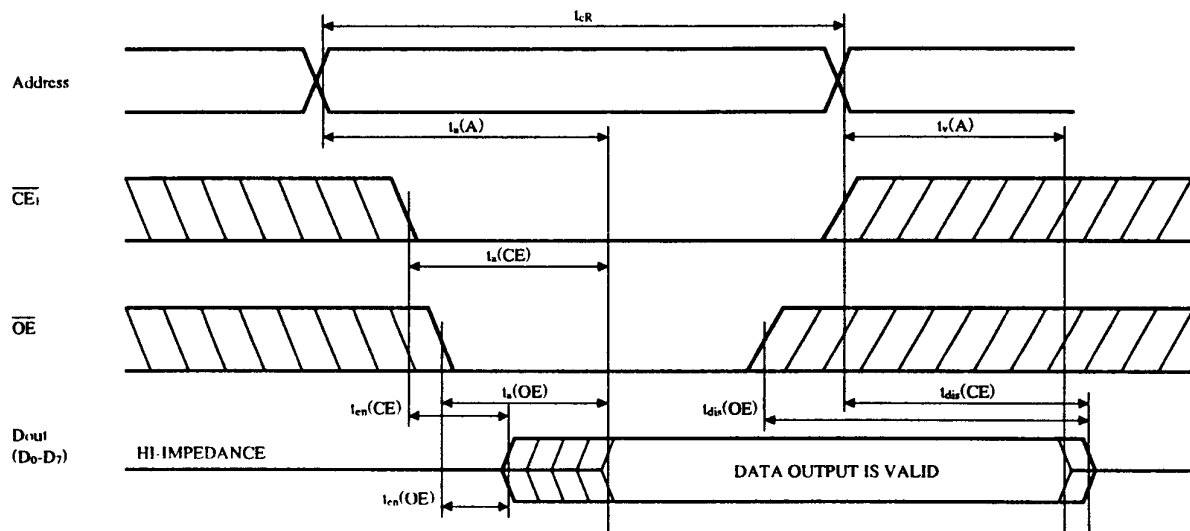 tcR
Address
ta(A)
tv(A)
CE1
ta(CE)
OE
ten(CE)
ta(OE)
tdis(OE)
tdis(CE)
Dout
(D0-D7)
HI-IMPEDANCE
DATA OUTPUT IS VALID
ten(OE)